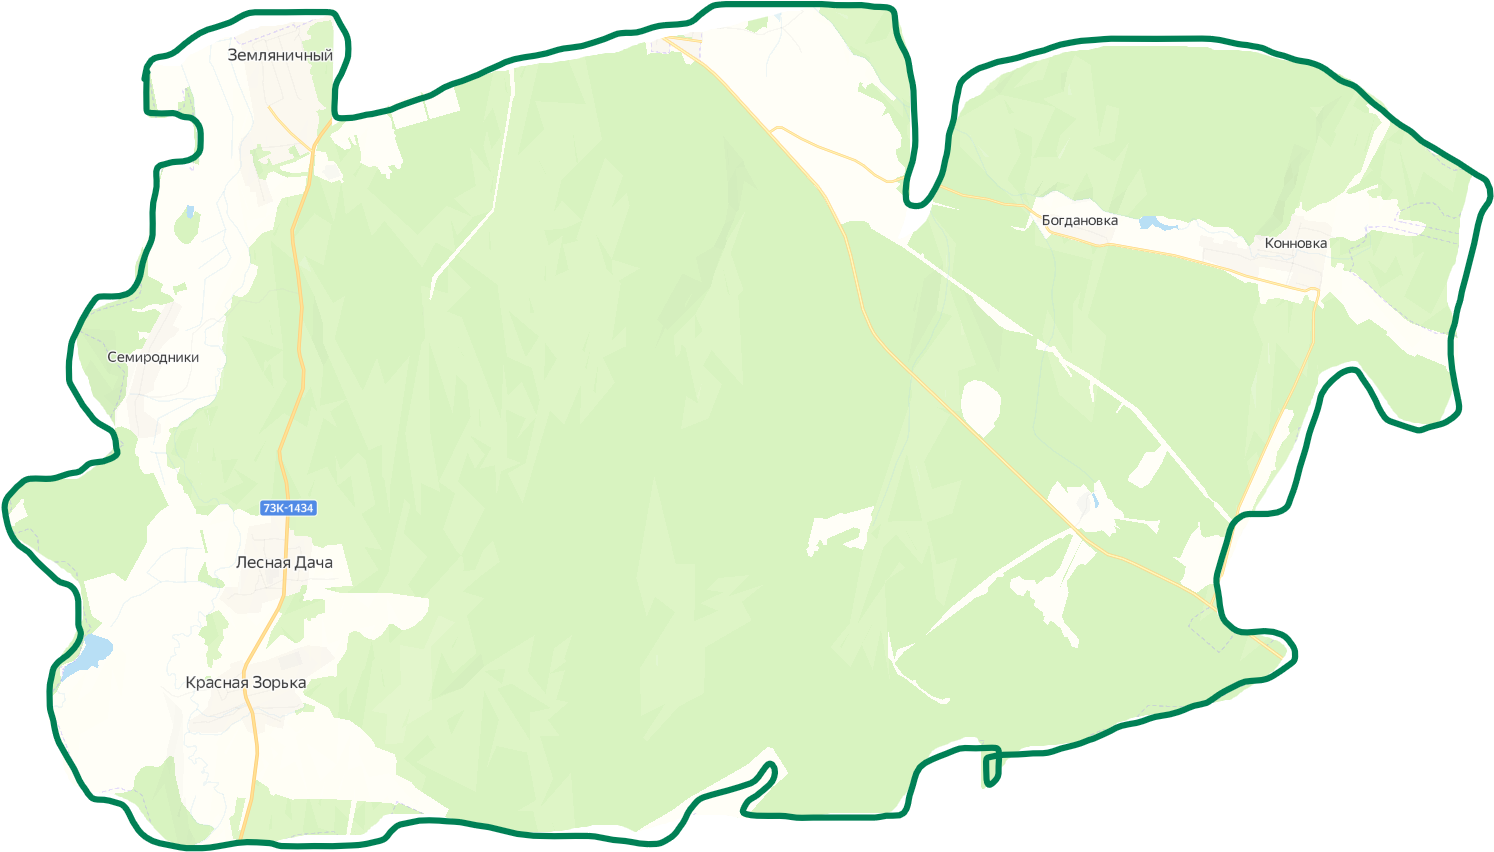 Земляничный
Богдановка
Конновка
Семиродники
73К-1434
Лесная Дача
Красная Зорька